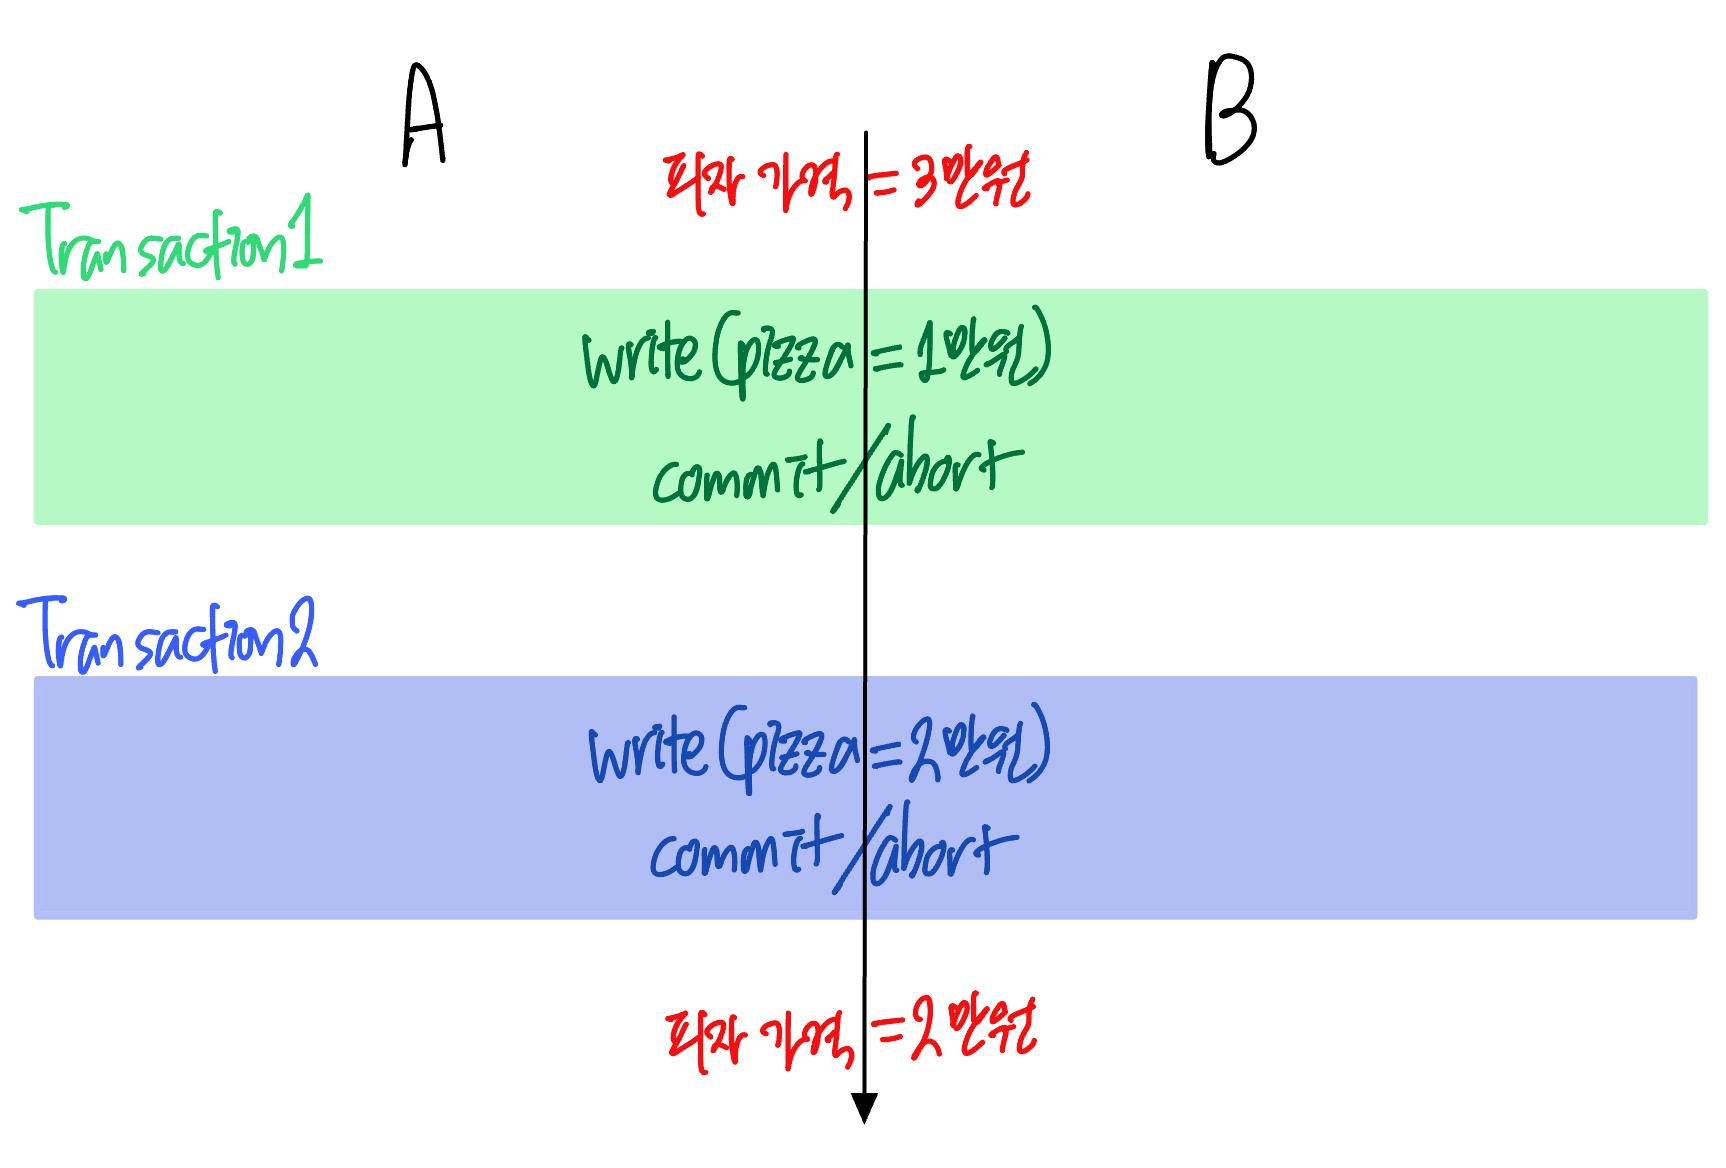 A
B
피자 가격 = 3만원
Transaction1
write(pizza = 1만원)
commit/abort
Transaction2
write(pizza = 2만원)
commit/abort
피자 가격 = 2만원